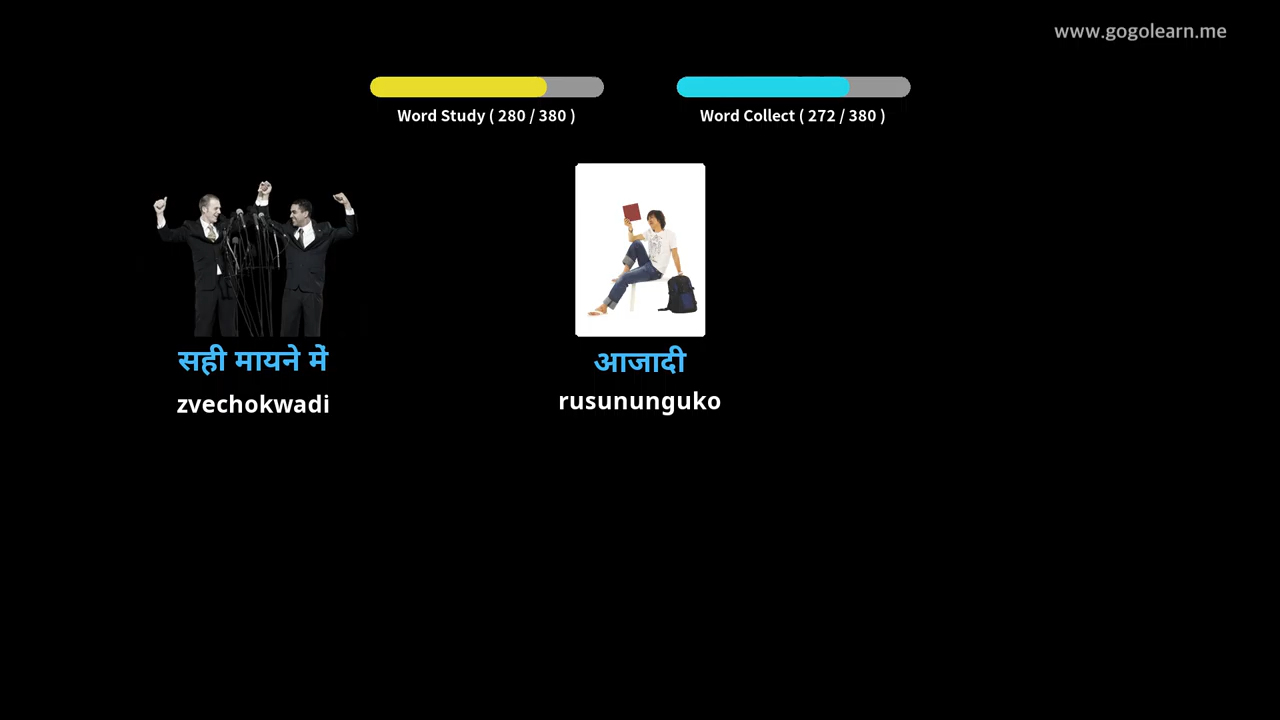 www.gogolearn.me
Word Study ( 280 / 380 )
Word Collect ( 272 / 380 )
सही मायने में
zvechokwadi
आजादी
rusununguko